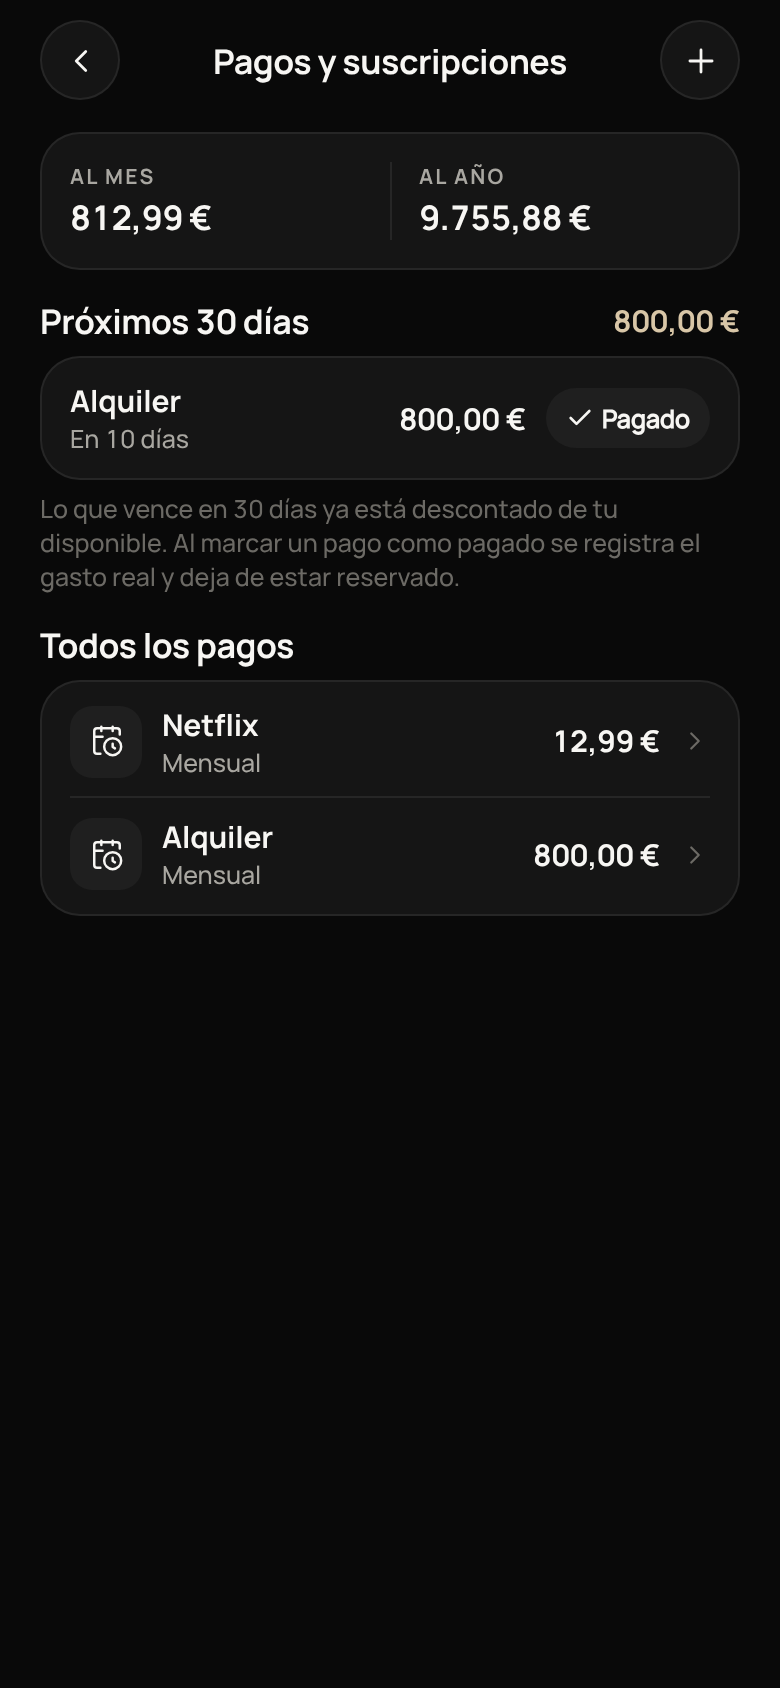 Pagos y suscripciones
AL MES
812,99 €
AL AÑO
9.755,88 €
Próximos 30 días
800,00 €
Alquiler
En 10 días
800,00 €
Pagado
Lo que vence en 30 días ya está descontado de tu
disponible. Al marcar un pago como pagado se registra el
gasto real y deja de estar reservado.
Todos los pagos
Netflix
Mensual
12,99 €
Alquiler
Mensual
800,00 €